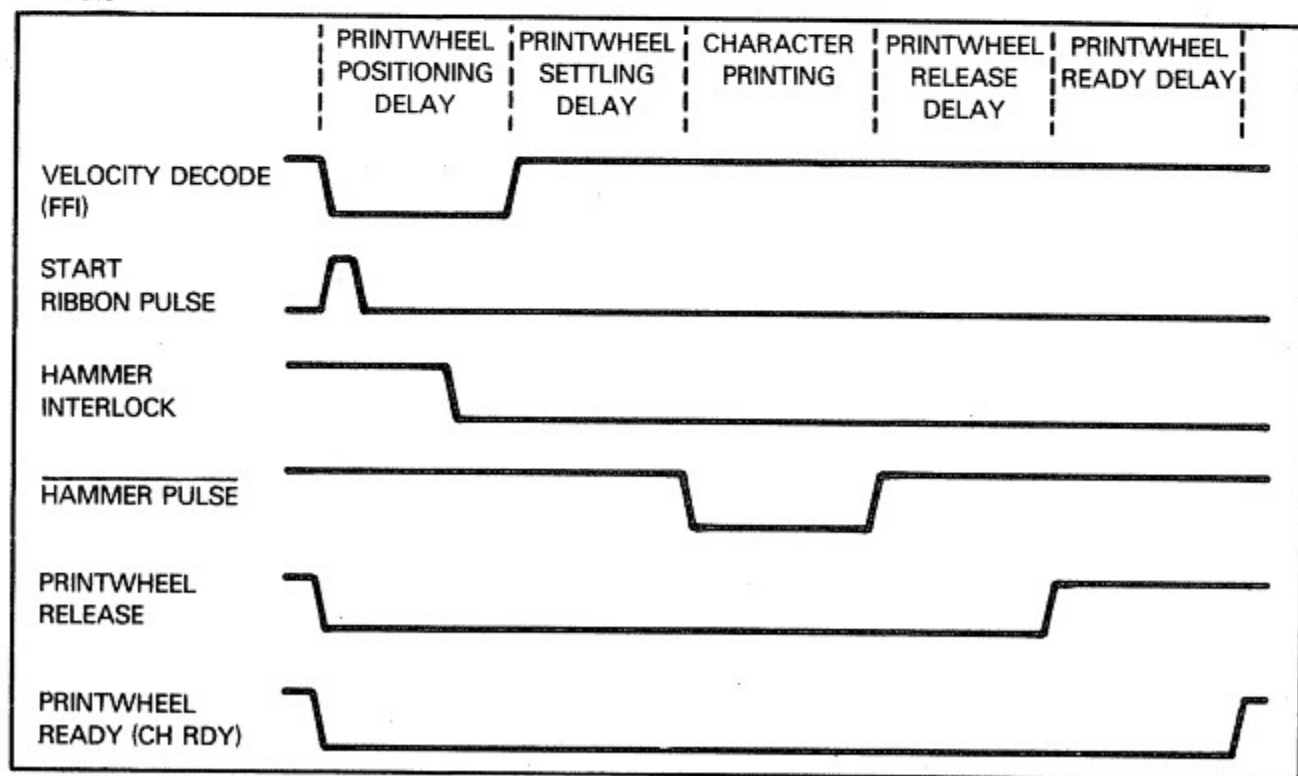 PRINTWHEEL
POSITIONING
DELAY
PRINTWHEEL
SETTLING
DELAY
CHARACTER
PRINTING
PRINTWHEEL
RELEASE
DELAY
PRINTWHEEL
READY DELAY
VELOCITY DECODE
(FFI)
START
RIBBON PULSE
HAMMER
INTERLOCK
HAMMER PULSE
PRINTWHEEL
RELEASE
PRINTWHEEL
READY (CH RDY)